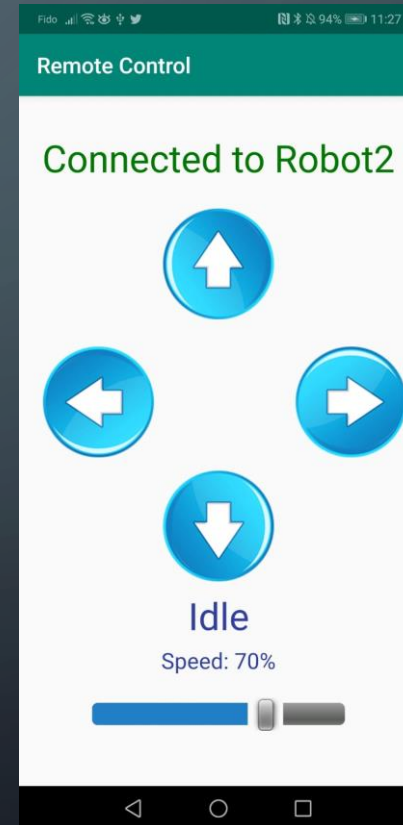 Fido 94% 11:27
Remote Control
Connected to Robot2
Idle
Speed: 70%